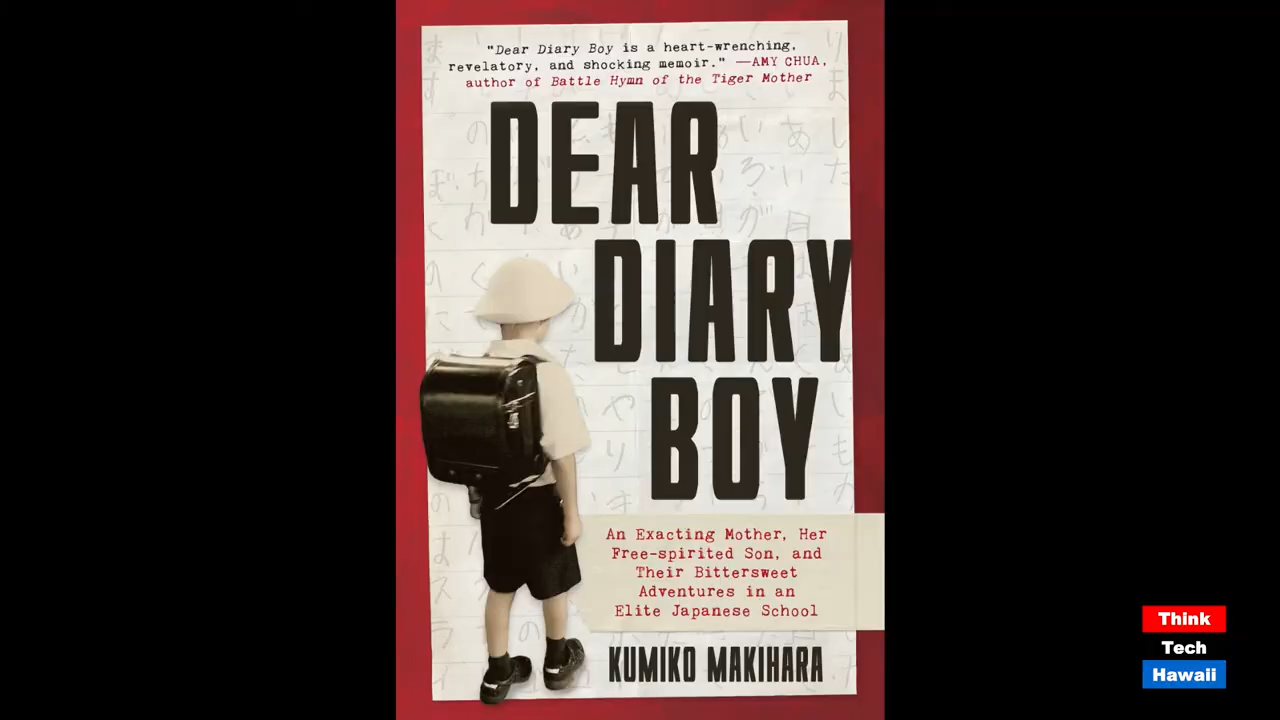 "Dear Diary Boy is a heart-wrenching,
revelatory, and shocking memoir." —AMY CHUA,
author of Battle Hymn of the Tiger Mother
DEAR
DIARY
BOY
An Exacting Mother, Her
Free-spirited Son, and
Their Bittersweet
Adventures in an
Elite Japanese School
KUMIKO MAKIHARA
Think
Tech
Hawaii